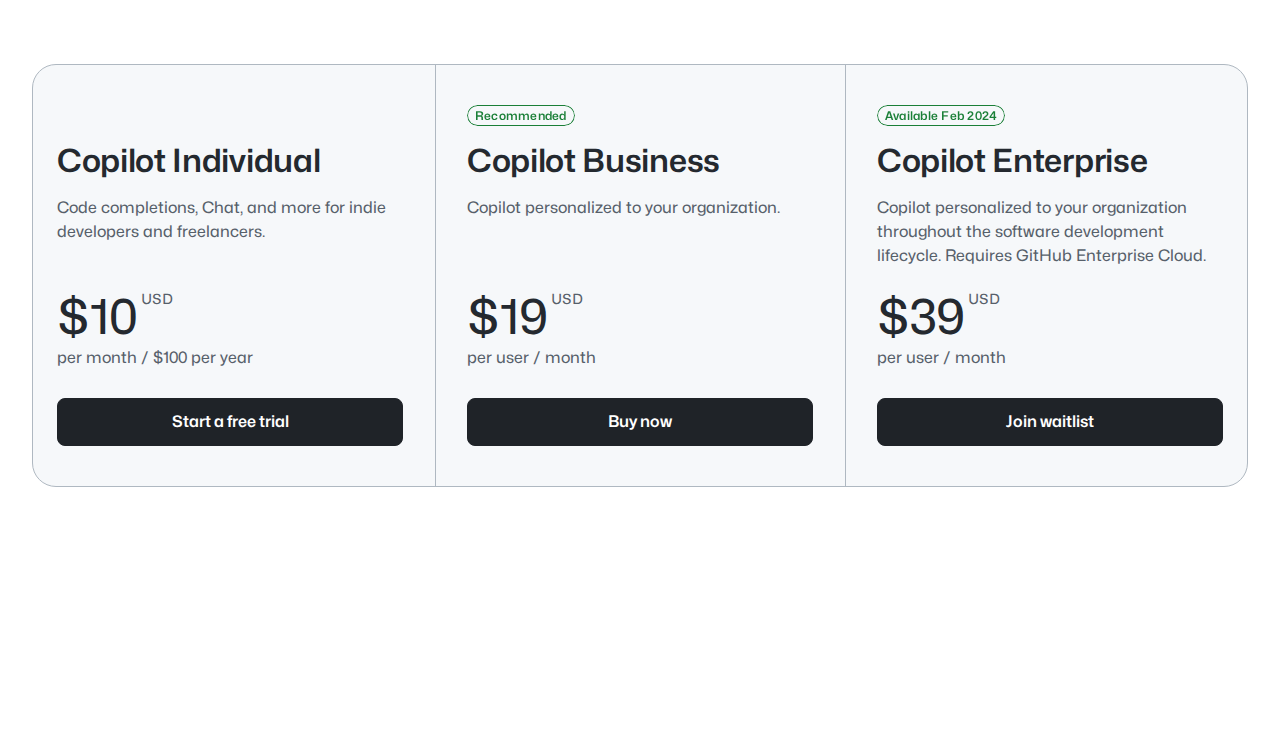 Copilot Individual
Code completions, Chat, and more for indie
developers and freelancers.
$10 USD
per month / $100 per year
Start a free trial
Recommended
Copilot Business
Copilot personalized to your organization.
$19 USD
per user / month
Buy now
Available Feb 2024
Copilot Enterprise
Copilot personalized to your organization
throughout the software development
lifecycle. Requires GitHub Enterprise Cloud.
$39 USD
per user / month
Join waitlist